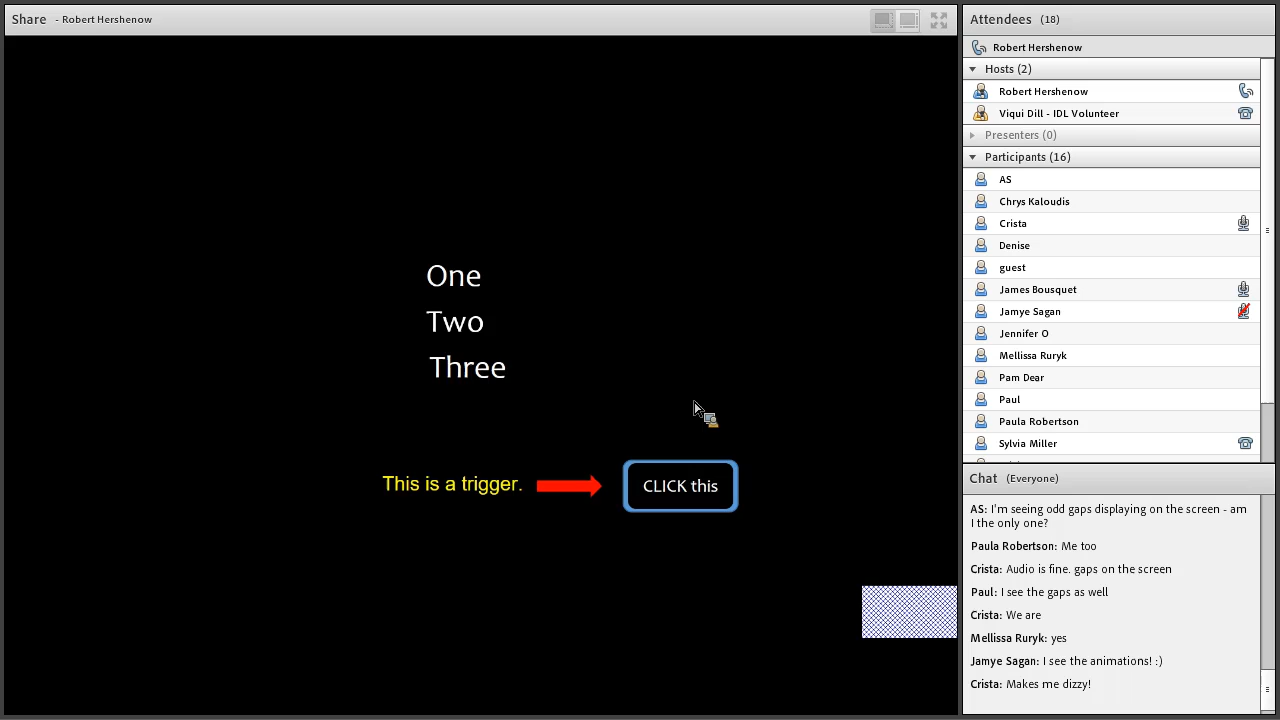 Share - Robert Hershenow
One
Two
Three
This is a trigger.
CLICK this
Attendees (18)
Robert Hershenow
Hosts (2)
Robert Hershenow
Viqui Dill - IDL Volunteer
Presenters (0)
Participants (16)
AS
Chrys Kaloudis
Crista
Denise
guest
James Bousquet
Jamye Sagan
Jennifer O
Mellissa Ruryk
Pam Dear
Paul
Paula Robertson
Sylvia Miller
Chat (Everyone)
AS: I'm seeing odd gaps displaying on the screen - am
I the only one?
Paula Robertson: Me too
Crista: Audio is fine. gaps on the screen
Paul: I see the gaps as well
Crista: We are
Mellissa Ruryk: yes
Jamye Sagan: I see the animations! :)
Crista: Makes me dizzy!